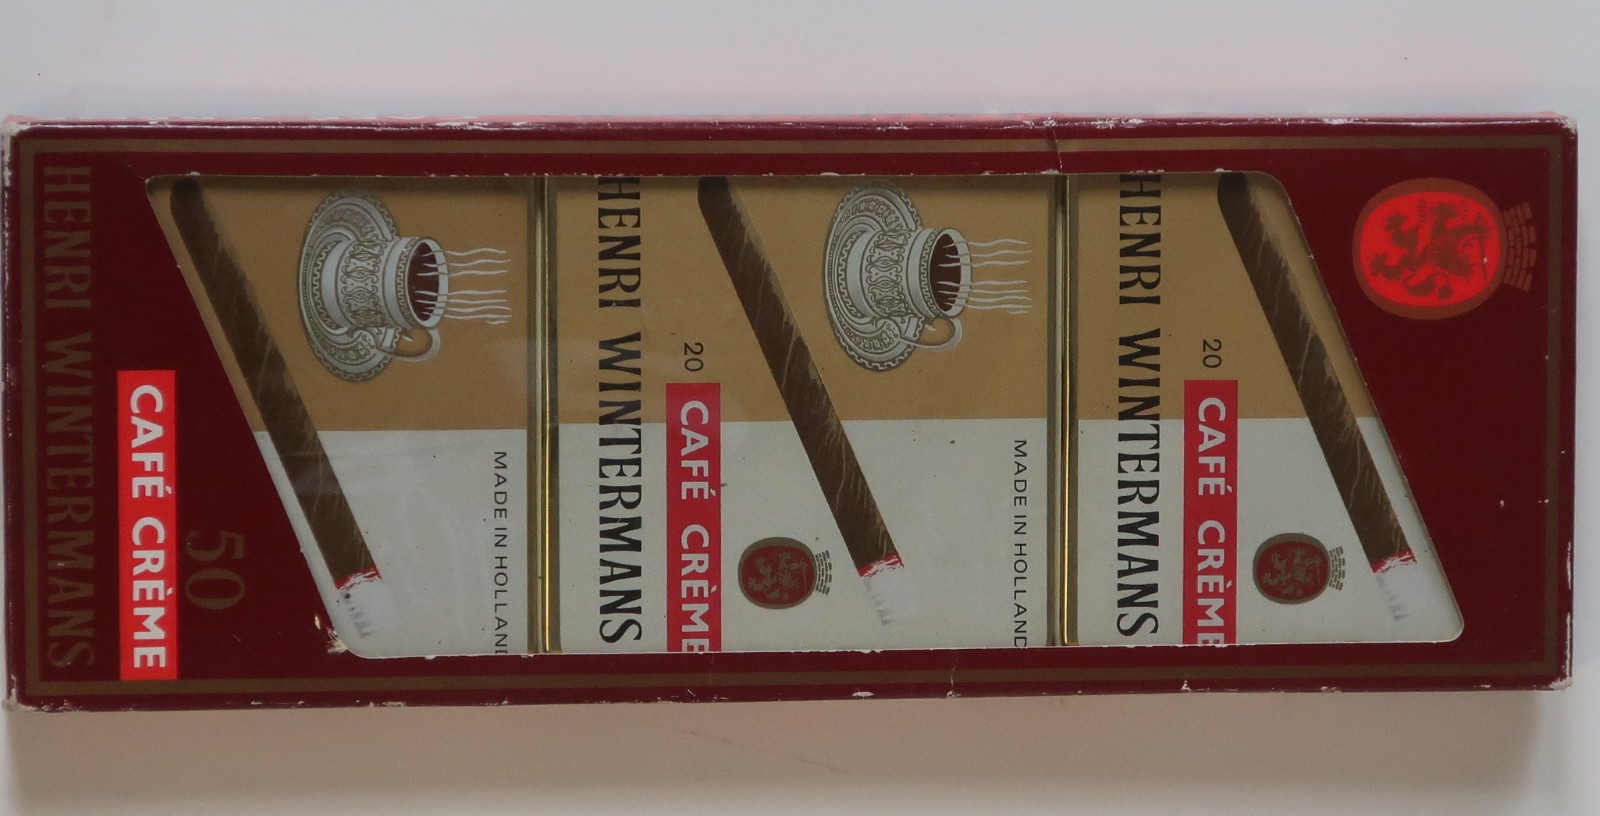 HENRI WINTERMANS
CAFÉ CRÈME
50
MADE IN HOLLAND
HENRI WINTERMANS
20
CAFÉ CRÈME
MADE IN HOLLAND
HENRI WINTERMANS
20
CAFÉ CRÈME